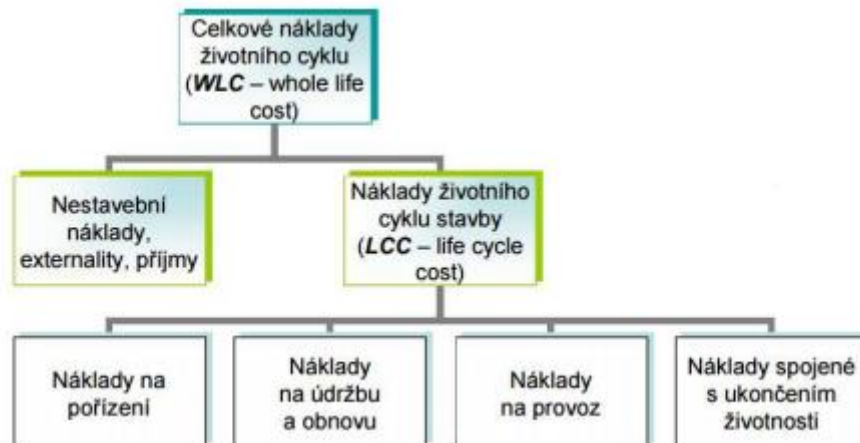 Celkové náklady
životního cyklu
(WLC – whole life
cost)
Nestavební
náklady,
externality, příjmy
Náklady životního
cyklu stavby
(LCC – life cycle
cost)
Náklady na
pořízení
Náklady
na údržbu
a obnovu
Náklady
na provoz
Náklady spojené
s ukončením
životnosti